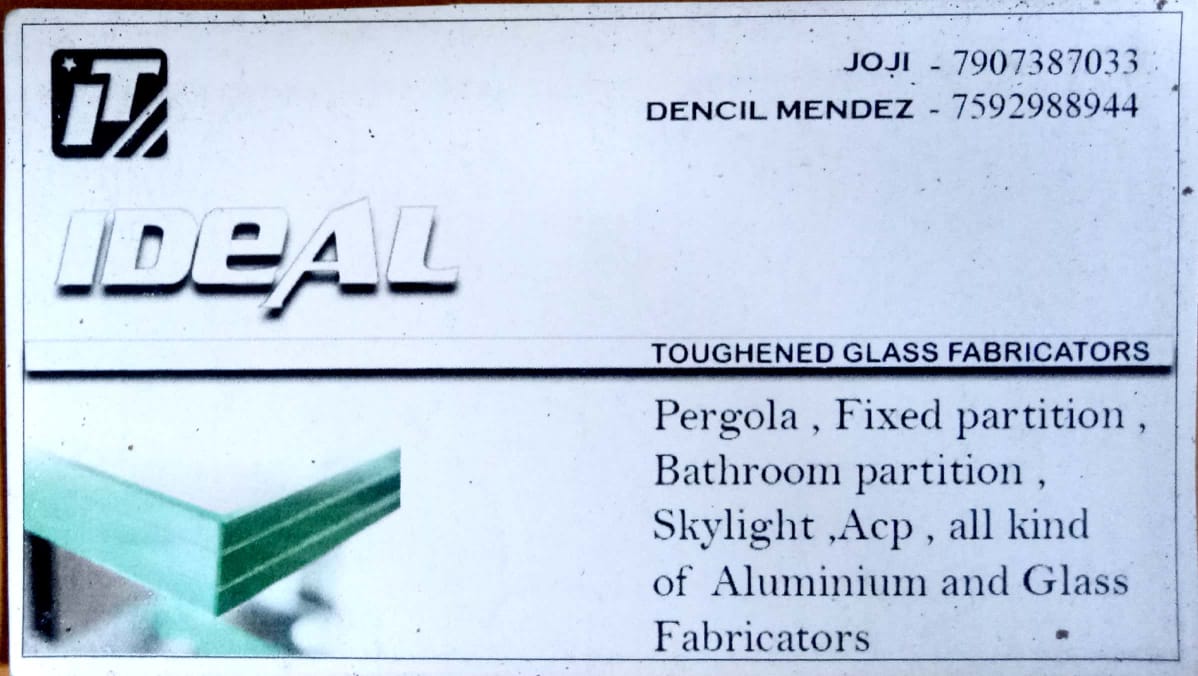 IT
JOJI - 7907387033
DENCIL MENDEZ - 7592988944
IDeAL
TOUGHENED GLASS FABRICATORS
Pergola , Fixed partition ,
Bathroom partition ,
Skylight ,Acp , all kind
of Aluminium and Glass
Fabricators